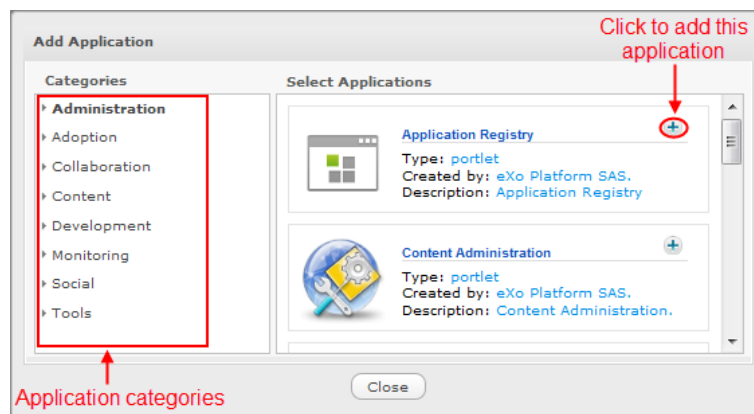 Click to add this
application
Add Application
Categories
Administration
Adoption
Collaboration
Content
Development
Monitoring
Social
Tools
Select Applications
Application Registry
Type: portlet
Created by: eXo Platform SAS.
Description: Application Registry
Content Administration
Type: portlet
Created by: eXo Platform SAS.
Description: Content Administration.
Close
Application categories